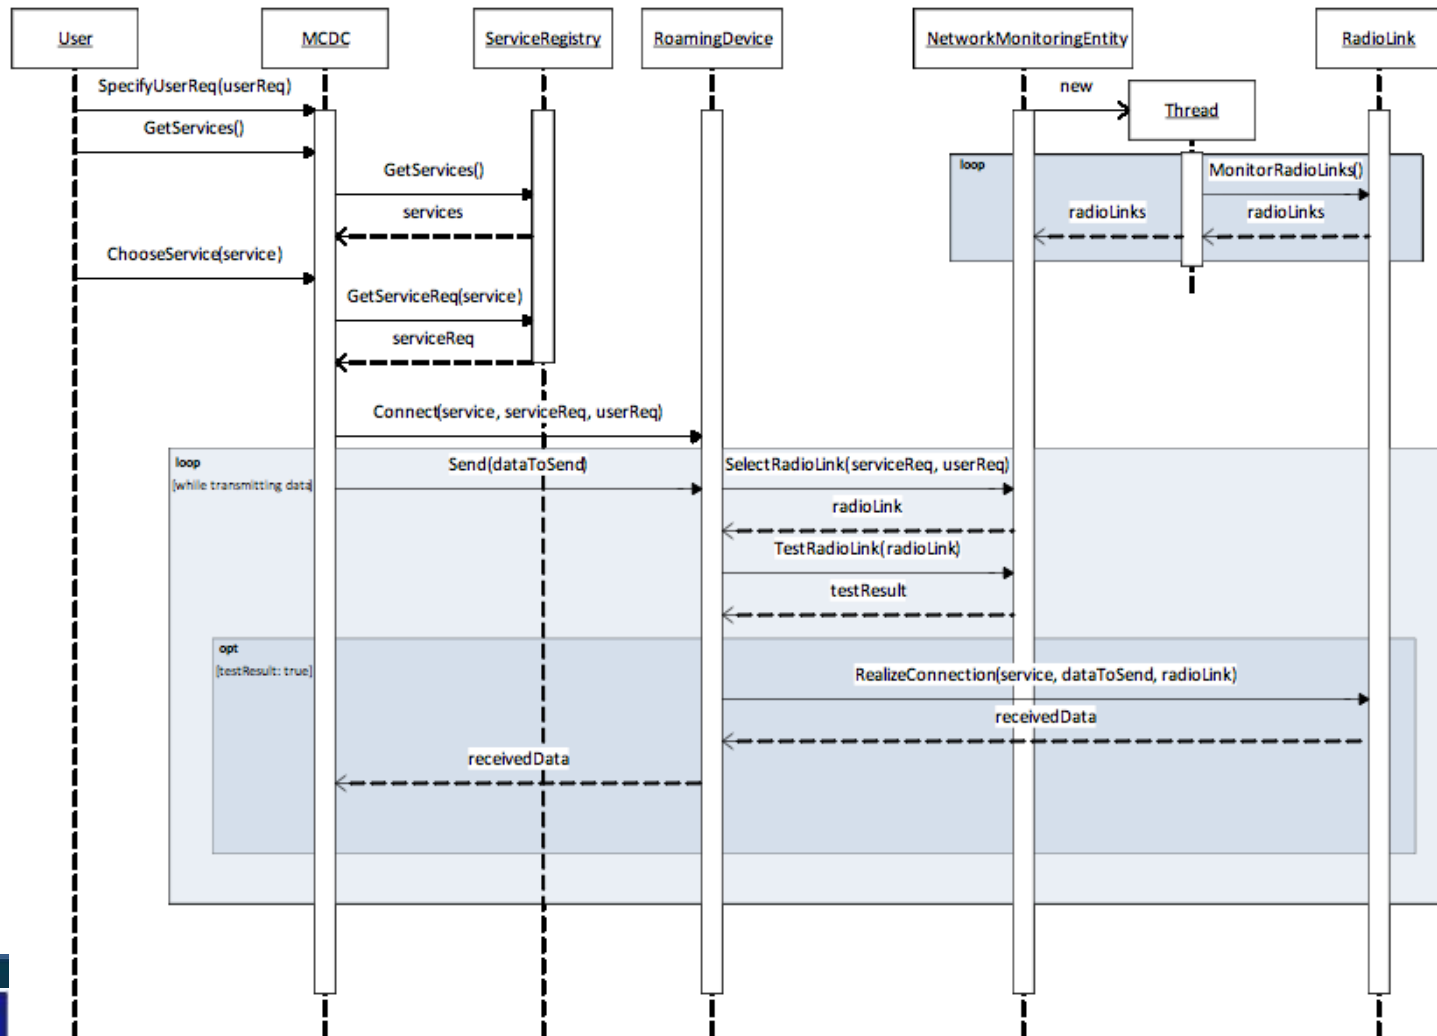 User
MCDC
ServiceRegistry
RoamingDevice
NetworkMonitoringEntity
RadioLink
SpecifyUserReq(userReq)
new
Thread
GetServices()
loop
GetServices()
MonitorRadioLinks()
services
radioLinks
radioLinks
ChooseService(service)
GetServiceReq(service)
serviceReq
Connect(service, serviceReq, userReq)
loop
[while transmitting data]
Send(dataToSend)
SelectRadioLink(serviceReq, userReq)
radioLink
TestRadioLink(radioLink)
testResult
opt
[testResult: true]
RealizeConnection(service, dataToSend, radioLink)
receivedData
receivedData